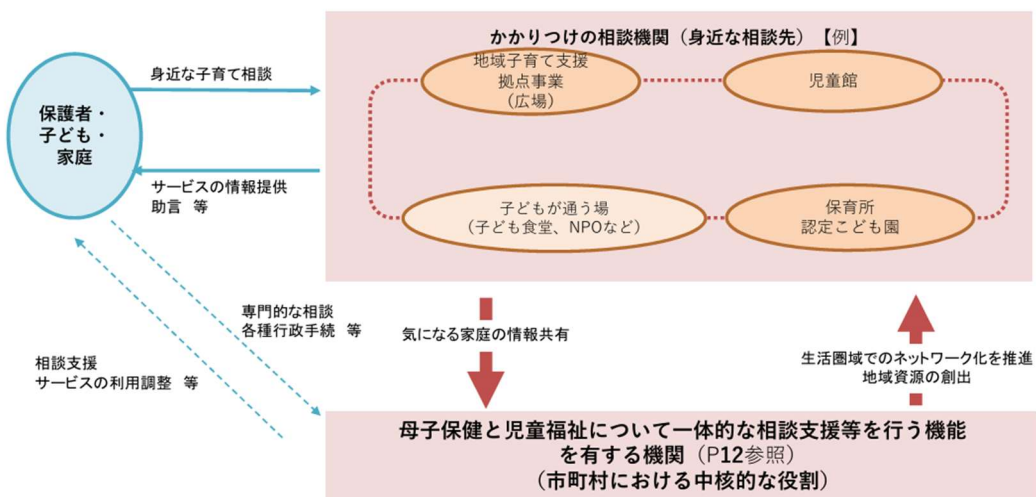 かかりつけの相談機関（身近な相談先）【例】
身近な子育て相談
地域子育て支援
拠点事業
（広場）
児童館
保護者・
子ども・
家庭
サービスの情報提供
助言　等
子どもが通う場
（子ども食堂、NPOなど）
保育所
認定こども園
専門的な相談
各種行政手続　等
気になる家庭の情報共有
生活圏域でのネットワーク化を推進
地域資源の創出
相談支援
サービスの利用調整　等
母子保健と児童福祉について一体的な相談支援等を行う機能
を有する機関（P12参照）
（市町村における中核的な役割）